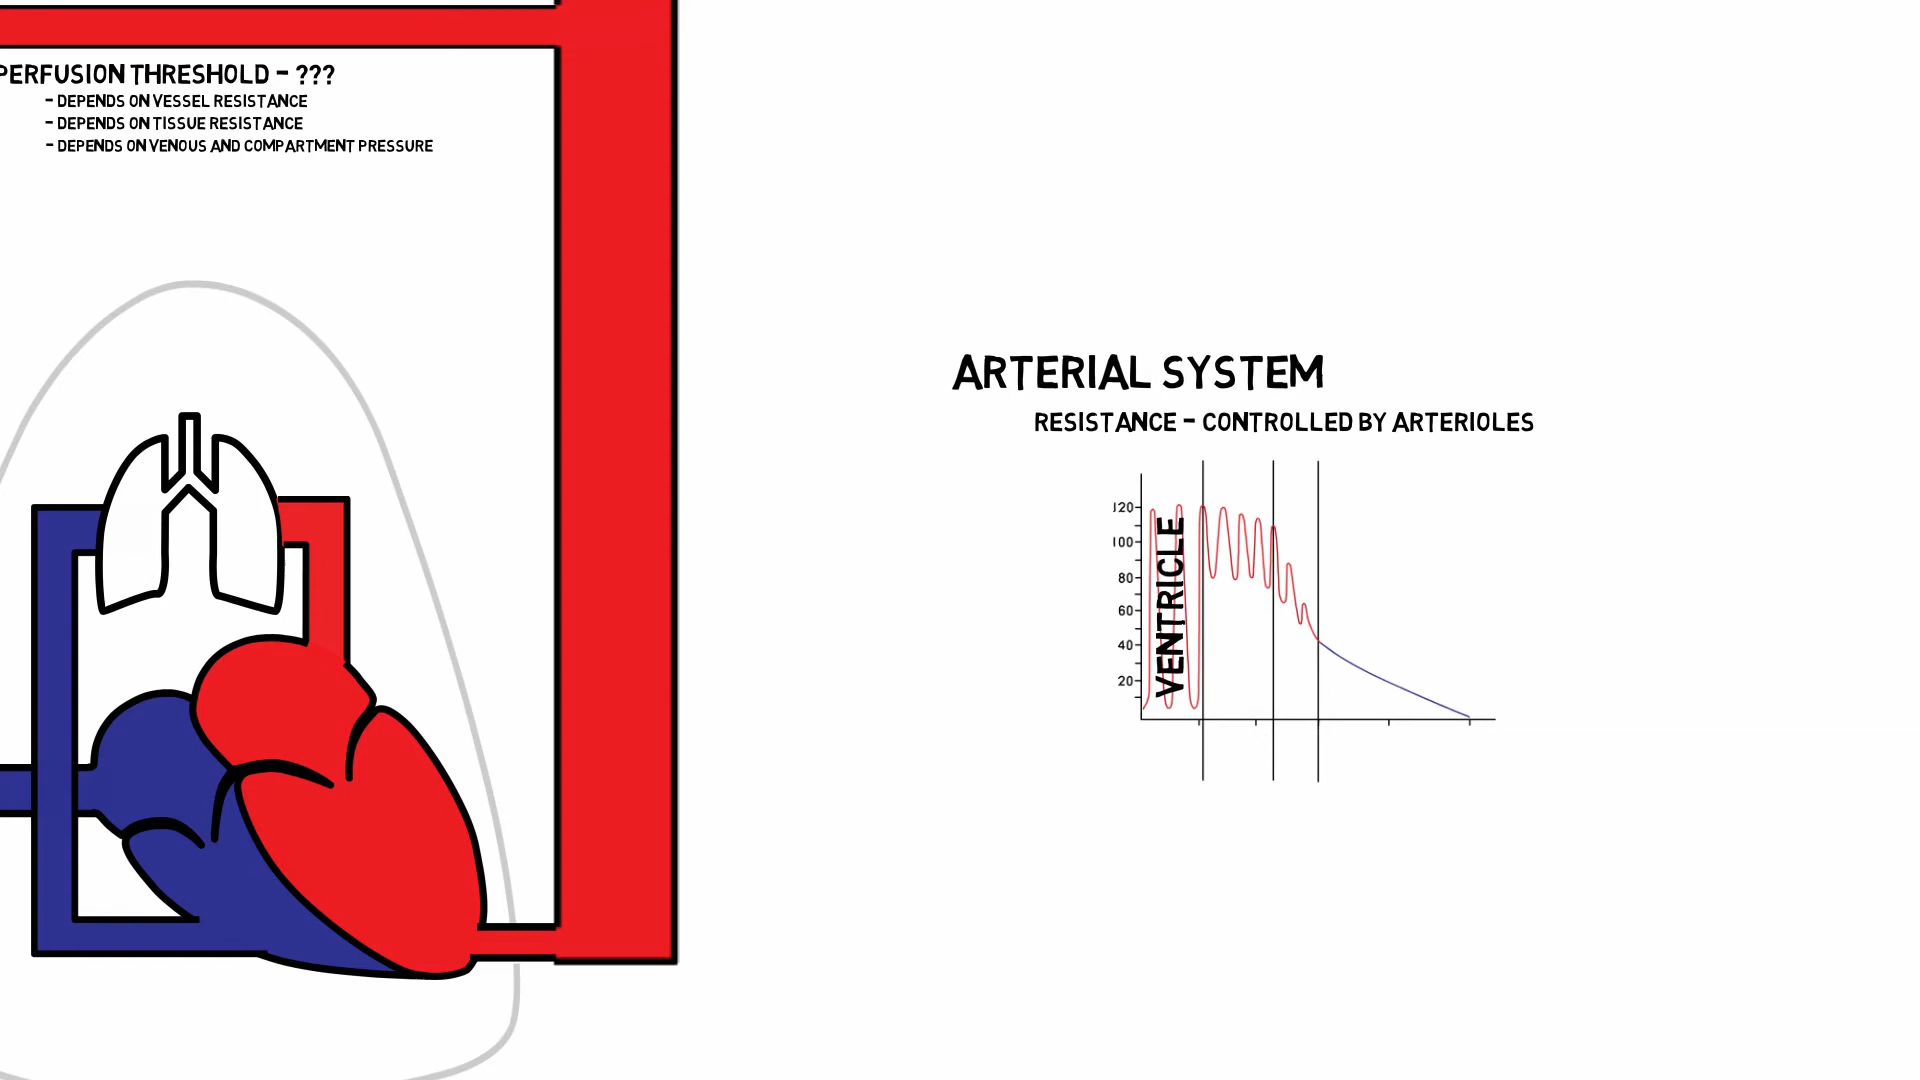 PERFUSION THRESHOLD - ???
- DEPENDS ON VESSEL RESISTANCE
- DEPENDS ON TISSUE RESISTANCE
- DEPENDS ON VENOUS AND COMPARTMENT PRESSURE
ARTERIAL SYSTEM
RESISTANCE - CONTROLLED BY ARTERIOLES
120
100
80
60
40
20
VENTRICLE